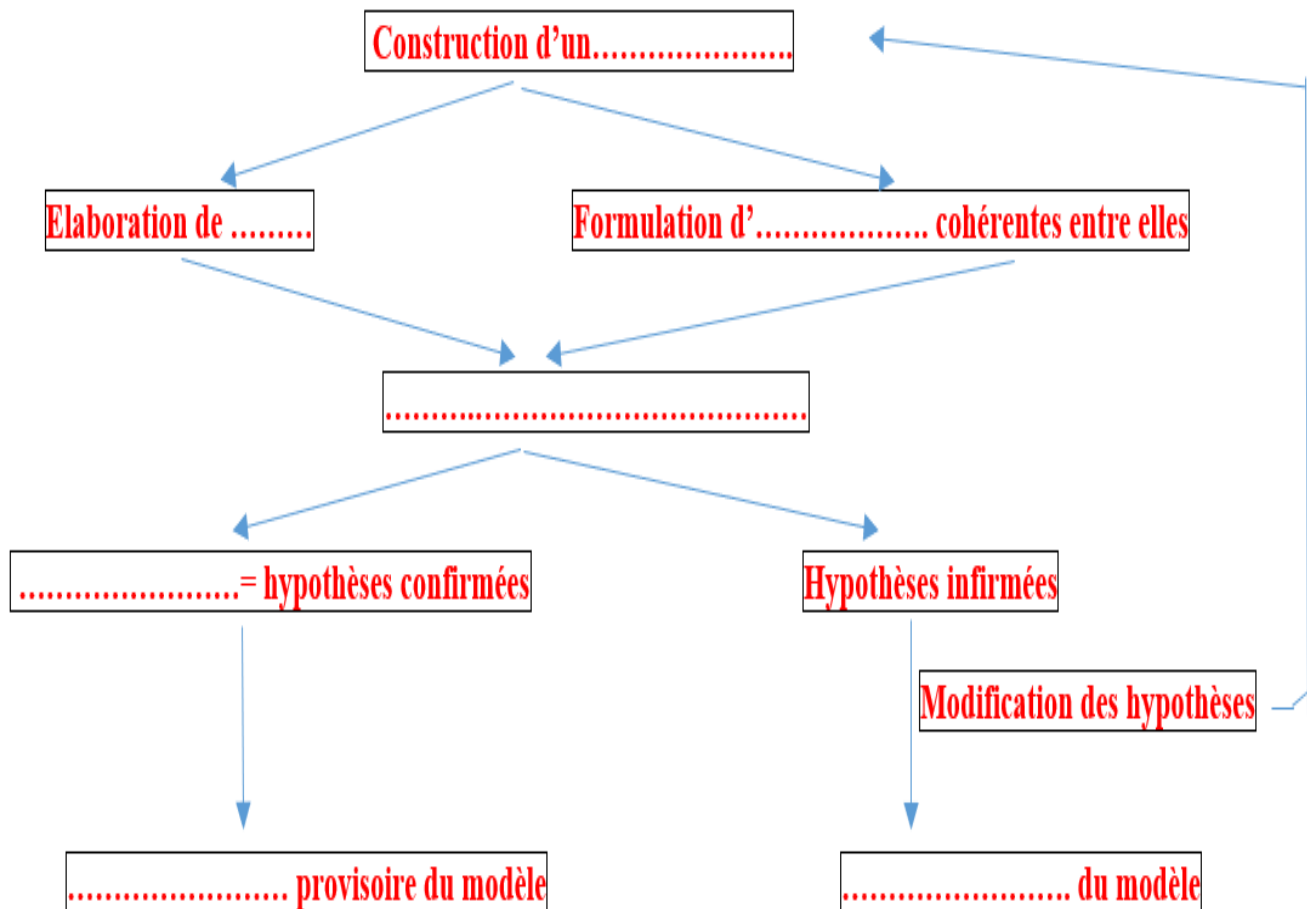 Construction d’un………………….
Elaboration de ………
Formulation d’………………. cohérentes entre elles
………..………………………………
……………………= hypothèses confirmées
Hypothèses infirmées
Modification des hypothèses
…………………… provisoire du modèle
……………………. du modèle